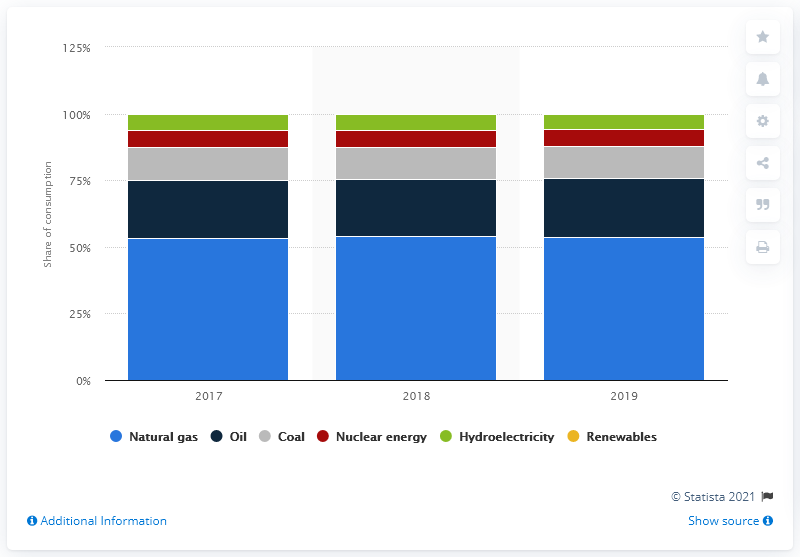 125%
100%
75%
50%
25%
0%
Share of consumption
2017 2018 2019
Natural gas Oil Coal Nuclear energy Hydroelectricity Renewables
© Statista 2021
Additional Information Show source